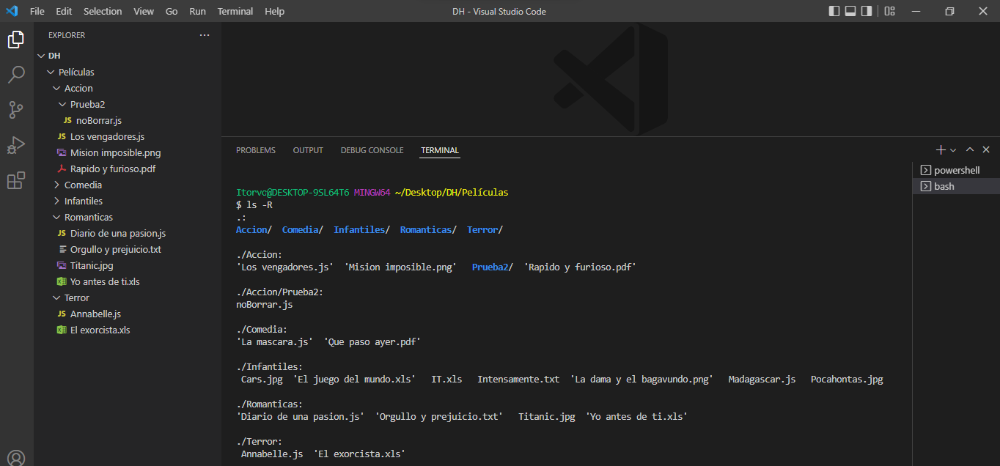 File Edit Selection View Go Run Terminal Help DH - Visual Studio Code
EXPLORER ...
DH
Películas
Accion
Prueba2
JS noBorrar.js
JS Los vengadores.js
Mision imposible.png
Rapido y furioso.pdf
Comedia
Infantiles
Romanticas
JS Diario de una pasion.js
Orgullo y prejuicio.txt
Titanic.jpg
Yo antes de ti.xls
Terror
JS Annabelle.js
El exorcista.xls
PROBLEMS OUTPUT DEBUG CONSOLE TERMINAL
powershell
bash
Itorvc@DESKTOP-9SL64T6 MINGW64 ~/Desktop/DH/Películas
$ ls -R
.:
Accion/ Comedia/ Infantiles/ Romanticas/ Terror/
./Accion:
'Los vengadores.js' 'Mision imposible.png' Prueba2/ 'Rapido y furioso.pdf'
./Accion/Prueba2:
noBorrar.js
./Comedia:
'La mascara.js' 'Que paso ayer.pdf'
./Infantiles:
Cars.jpg 'El juego del mundo.xls' IT.xls Intensamente.txt 'La dama y el bagavundo.png' Madagascar.js Pocahontas.jpg
./Romanticas:
'Diario de una pasion.js' 'Orgullo y prejuicio.txt' Titanic.jpg 'Yo antes de ti.xls'
./Terror:
Annabelle.js 'El exorcista.xls'